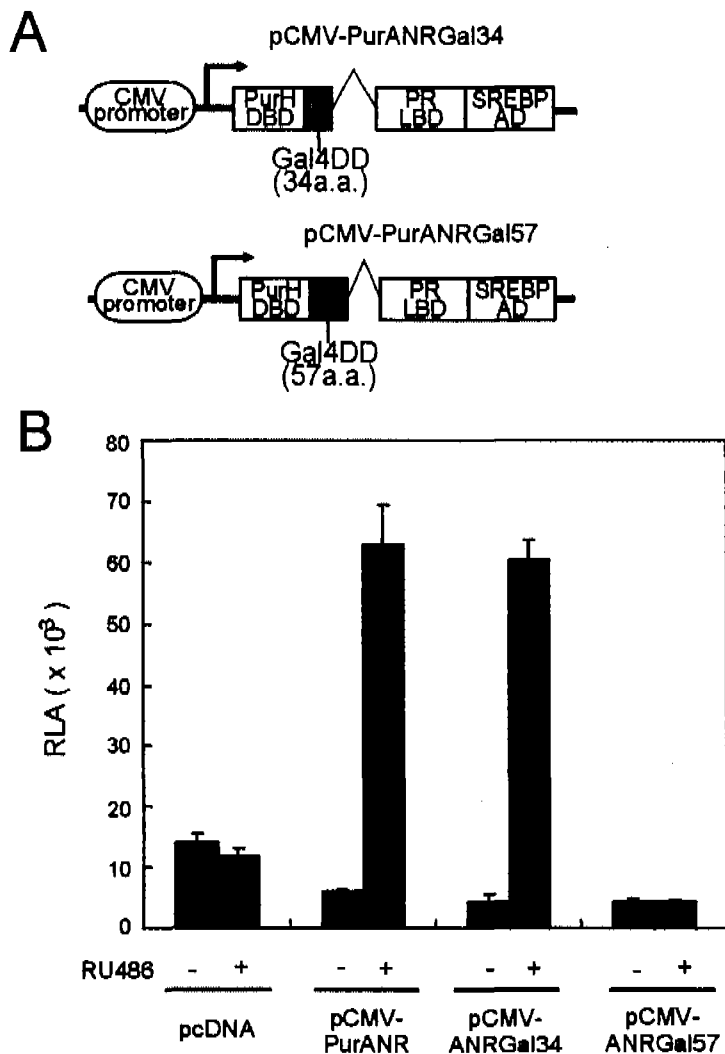 A
pCMV-PurANRGal34
CMV
promoter
PurH
DBD
PR
LBD
SREBP
AD
Gal4DD
(34a.a.)
pCMV-PurANRGal57
CMV
promoter
PurH
DBD
PR
LBD
SREBP
AD
Gal4DD
(57a.a.)
B
80
70
60
50
40
30
20
10
0
RLA ( x 10³)
RU486 - + - + - + - +
pcDNA
pCMV-
PurANR
pCMV-
ANRGal34
pCMV-
ANRGal57